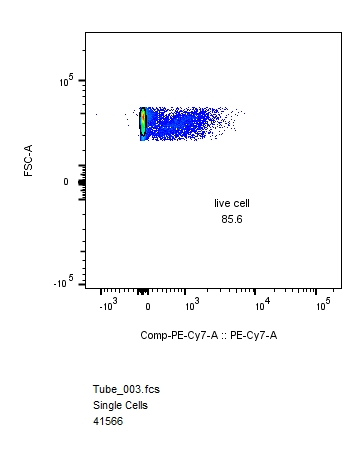 10^5
FSC-A
0
live cell
85.6
-10^5
-10^3 0 10^3 10^4 10^5
Comp-PE-Cy7-A :: PE-Cy7-A
Tube_003.fcs
Single Cells
41566